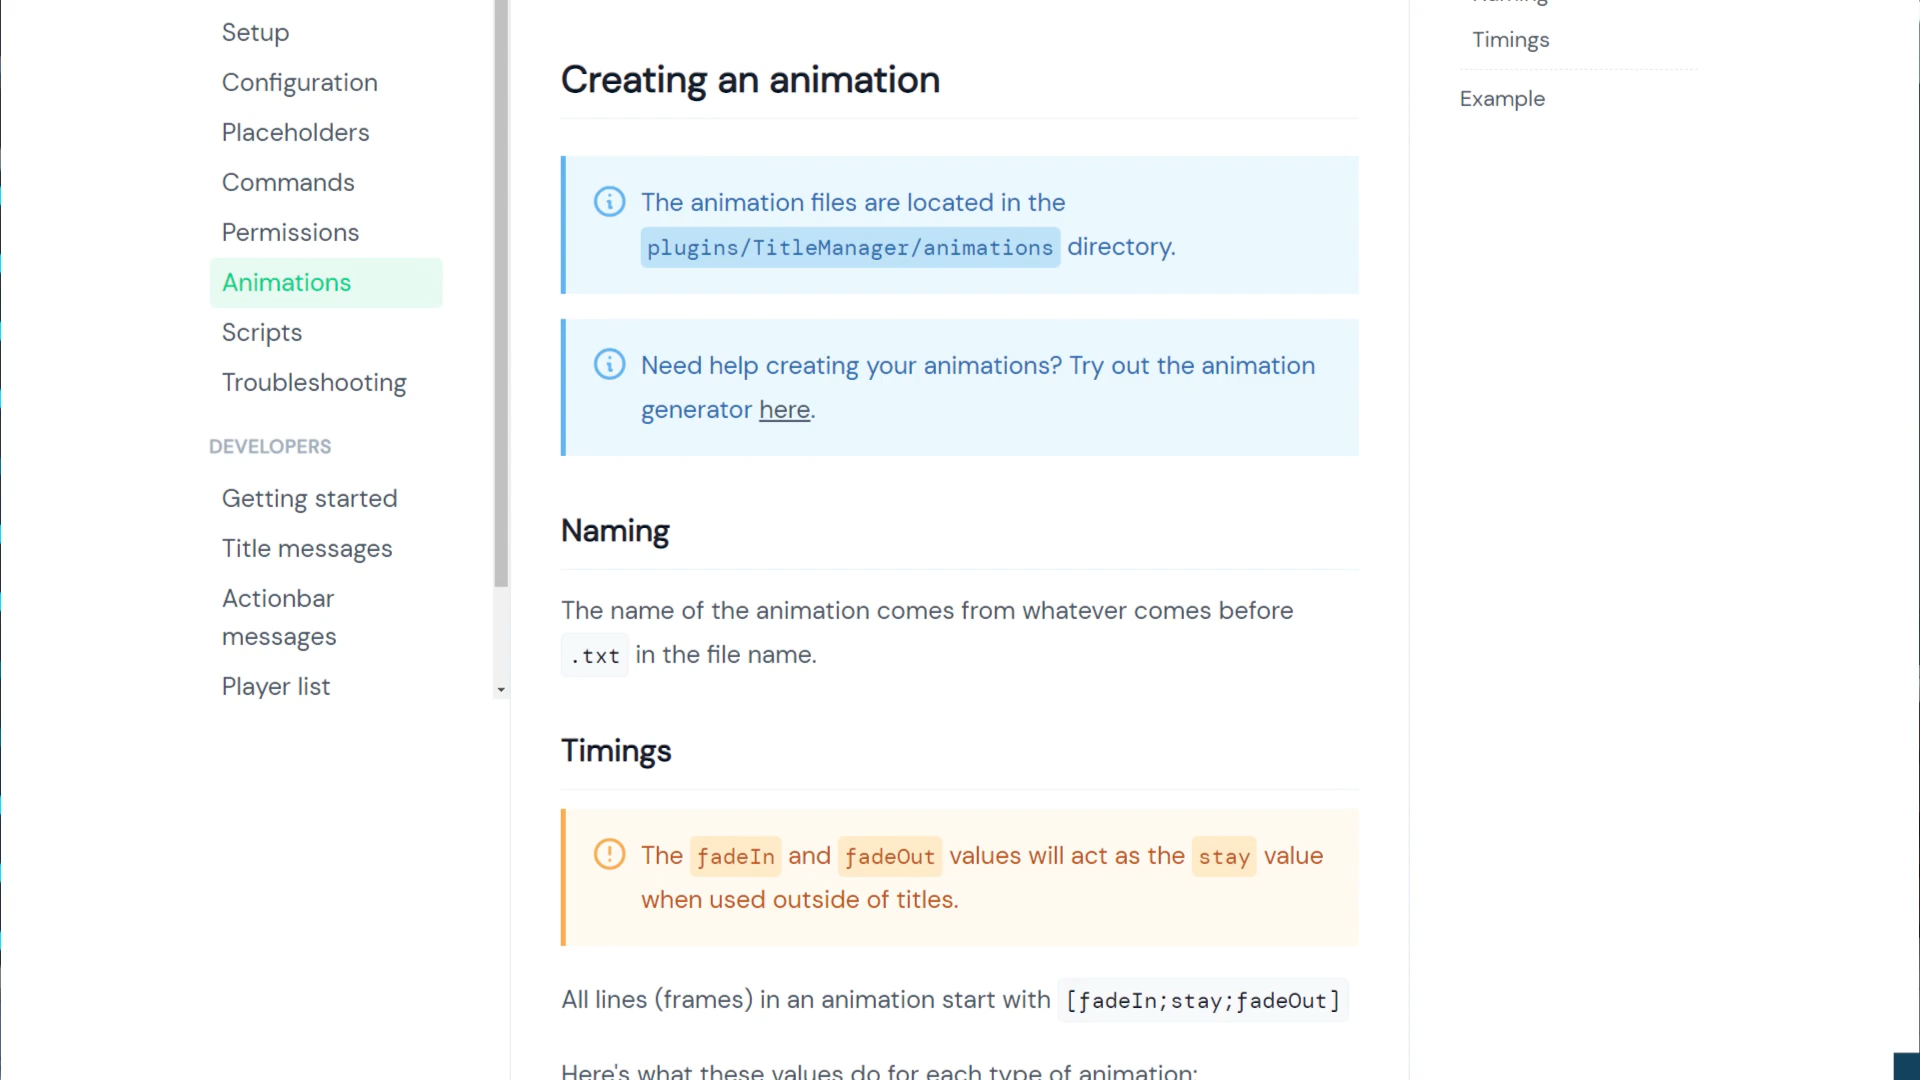 Setup
Configuration
Placeholders
Commands
Permissions
Animations
Scripts
Troubleshooting
DEVELOPERS
Getting started
Title messages
Actionbar
messages
Player list
Creating an animation
The animation files are located in the
plugins/TitleManager/animations directory.
Need help creating your animations? Try out the animation
generator here.
Naming
The name of the animation comes from whatever comes before
.txt in the file name.
Timings
The fadeIn and fadeOut values will act as the stay value
when used outside of titles.
All lines (frames) in an animation start with [fadeIn;stay;fadeOut]
Here's what these values do for each type of animation:
Naming
Timings
Example